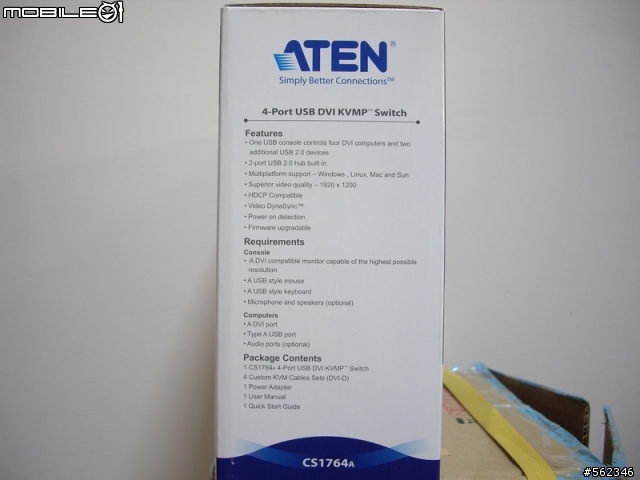 MOBILE01
ATEN®
Simply Better Connections™
4-Port USB DVI KVMP™ Switch
Features
• One USB console controls four DVI computers and two
additional USB 2.0 devices
• 2-port USB 2.0 hub built in
• Multiplatform support – Windows , Linux, Mac and Sun
• Superior video quality – 1920 x 1200
• HDCP Compatible
• Video DynaSync™
• Power on detection
• Firmware upgradable
Requirements
Console
• A DVI compatible monitor capable of the highest possible
resolution
• A USB style mouse
• A USB style keyboard
• Microphone and speakers (optional)
Computers
• A DVI port
• Type A USB port
• Audio ports (optional)
Package Contents
1 CS1764A 4-Port USB DVI KVMP™ Switch
4 Custom KVM Cables Sets (DVI-D)
1 Power Adapter
1 User Manual
1 Quick Start Guide
CS1764A
#562346